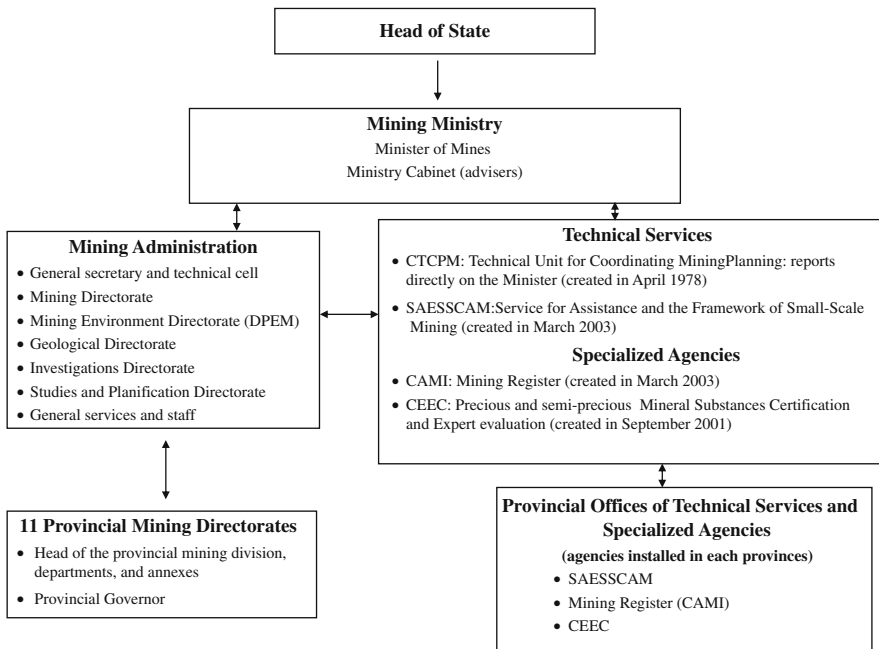 Head of State
Mining Ministry
Minister of Mines
Ministry Cabinet (advisers)
Mining Administration
• General secretary and technical cell
• Mining Directorate
• Mining Environment Directorate (DPEM)
• Geological Directorate
• Investigations Directorate
• Studies and Planification Directorate
• General services and staff
Technical Services
• CTCPM: Technical Unit for Coordinating MiningPlanning: reports
directly on the Minister (created in April 1978)
• SAESSCAM:Service for Assistance and the Framework of Small-Scale
Mining (created in March 2003)
Specialized Agencies
• CAMI: Mining Register (created in March 2003)
• CEEC: Precious and semi-precious Mineral Substances Certification
and Expert evaluation (created in September 2001)
11 Provincial Mining Directorates
• Head of the provincial mining division,
departments, and annexes
• Provincial Governor
Provincial Offices of Technical Services and
Specialized Agencies
(agencies installed in each provinces)
• SAESSCAM
• Mining Register (CAMI)
• CEEC